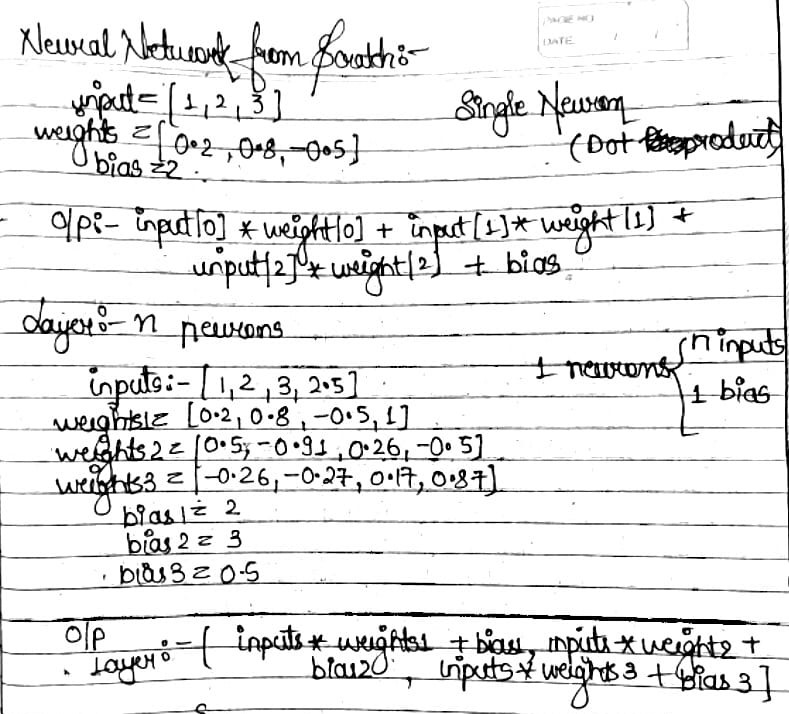 PAGE NO
DATE / /
Neural Network from Scratch:-
input = [1, 2, 3]
Single Neuron
weights = [0.2, 0.8, -0.5]
(Dot product)
bias = 2.
o/p:- input[0] * weight[0] + input[1] * weight[1] +
input[2] * weight[2] + bias
Layer:- n neurons
1 neurons { n inputs
1 bias
inputs:- [1, 2, 3, 2.5]
weights1 = [0.2, 0.8, -0.5, 1]
weights2 = [0.5, -0.91, 0.26, -0.5]
weights3 = [-0.26, -0.27, 0.17, 0.87]
bias1 = 2
bias2 = 3
bias3 = 0.5
o/p
Layer:- [ inputs * weights1 + bias1, inputs * weights2 +
bias2, inputs * weights3 + bias3]